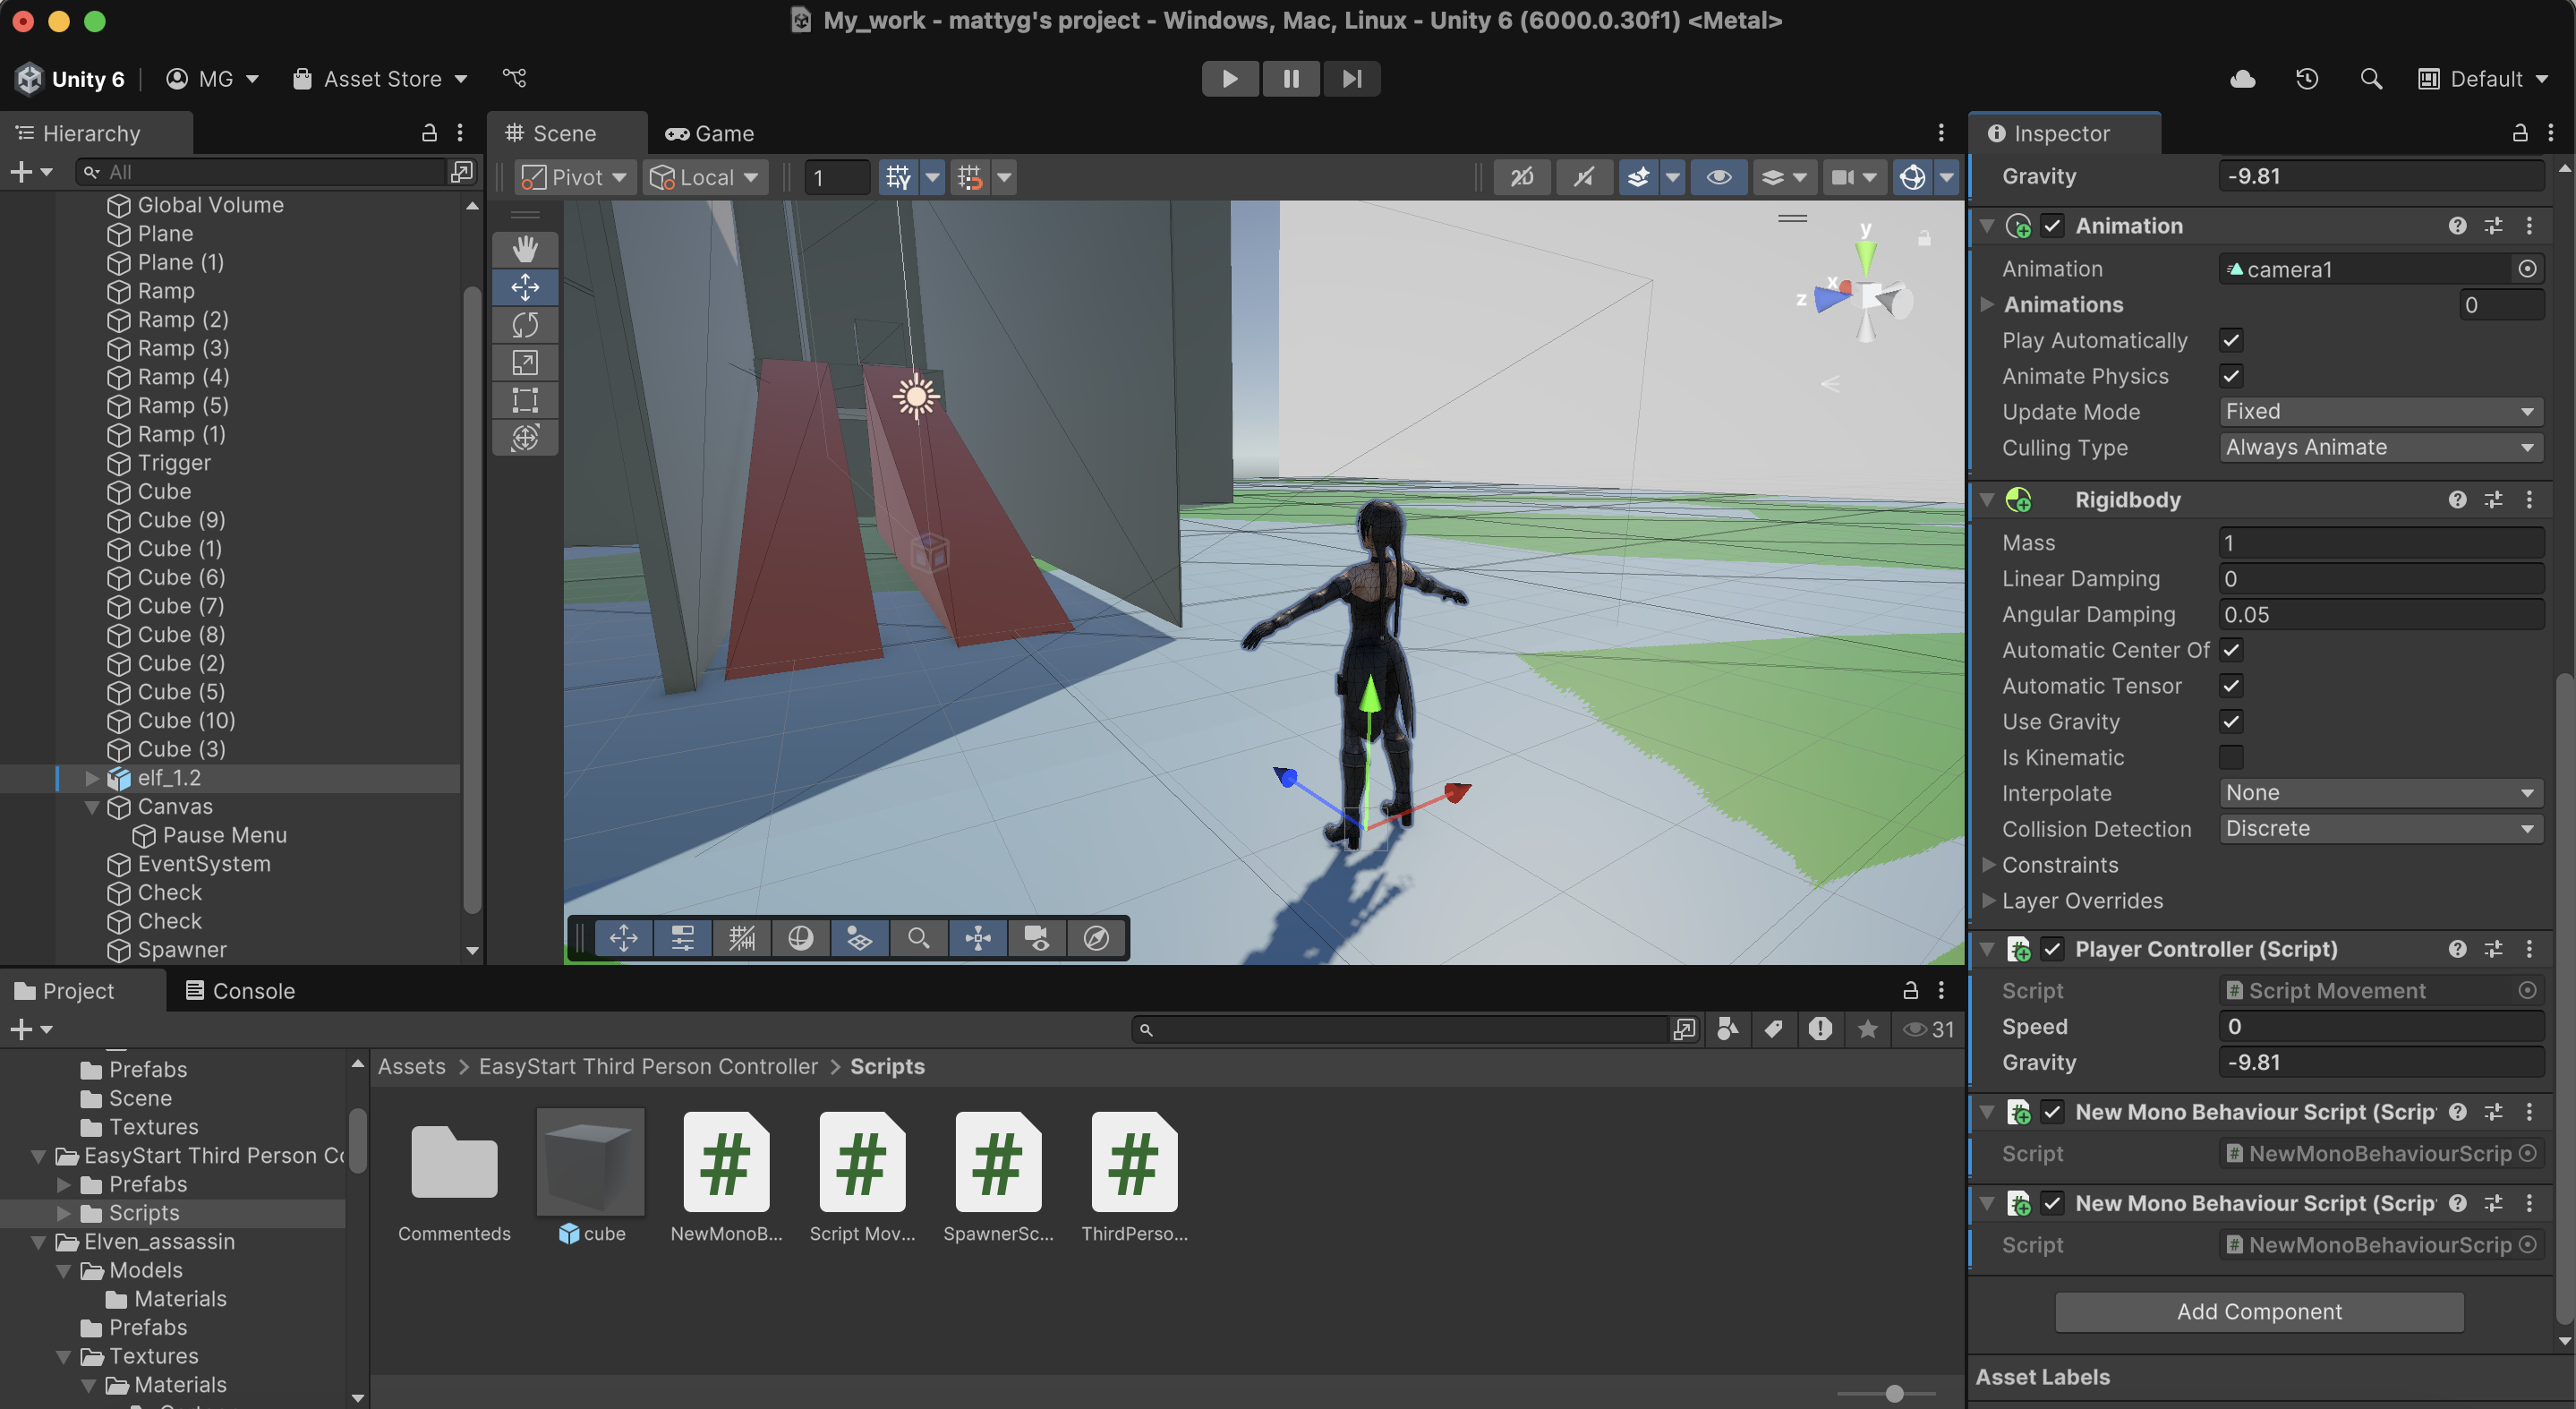 My_work - mattyg's project - Windows, Mac, Linux - Unity 6 (6000.0.30f1) <Metal>
Unity 6
MG
Asset Store
Default
Hierarchy
All
Global Volume
Plane
Plane (1)
Ramp
Ramp (2)
Ramp (3)
Ramp (4)
Ramp (5)
Ramp (1)
Trigger
Cube
Cube (9)
Cube (1)
Cube (6)
Cube (7)
Cube (8)
Cube (2)
Cube (5)
Cube (10)
Cube (3)
elf_1.2
Canvas
Pause Menu
EventSystem
Check
Check
Spawner
Scene
Game
Pivot
Local
1
2D
y
x
z
Inspector
Gravity -9.81
Animation
Animation camera1
Animations 0
Play Automatically
Animate Physics
Update Mode Fixed
Culling Type Always Animate
Rigidbody
Mass 1
Linear Damping 0
Angular Damping 0.05
Automatic Center Of
Automatic Tensor
Use Gravity
Is Kinematic
Interpolate None
Collision Detection Discrete
Constraints
Layer Overrides
Player Controller (Script)
Script # Script Movement
Speed 0
Gravity -9.81
New Mono Behaviour Script (Scrip
Script # NewMonoBehaviourScrip
New Mono Behaviour Script (Scrip
Script # NewMonoBehaviourScrip
Add Component
Asset Labels
Project
Console
31
Prefabs
Scene
Textures
EasyStart Third Person Co
Prefabs
Scripts
Elven_assassin
Models
Materials
Prefabs
Textures
Materials
Assets > EasyStart Third Person Controller > Scripts
# # # #
Commenteds
cube
NewMonoB...
Script Mov...
SpawnerSc...
ThirdPerso...